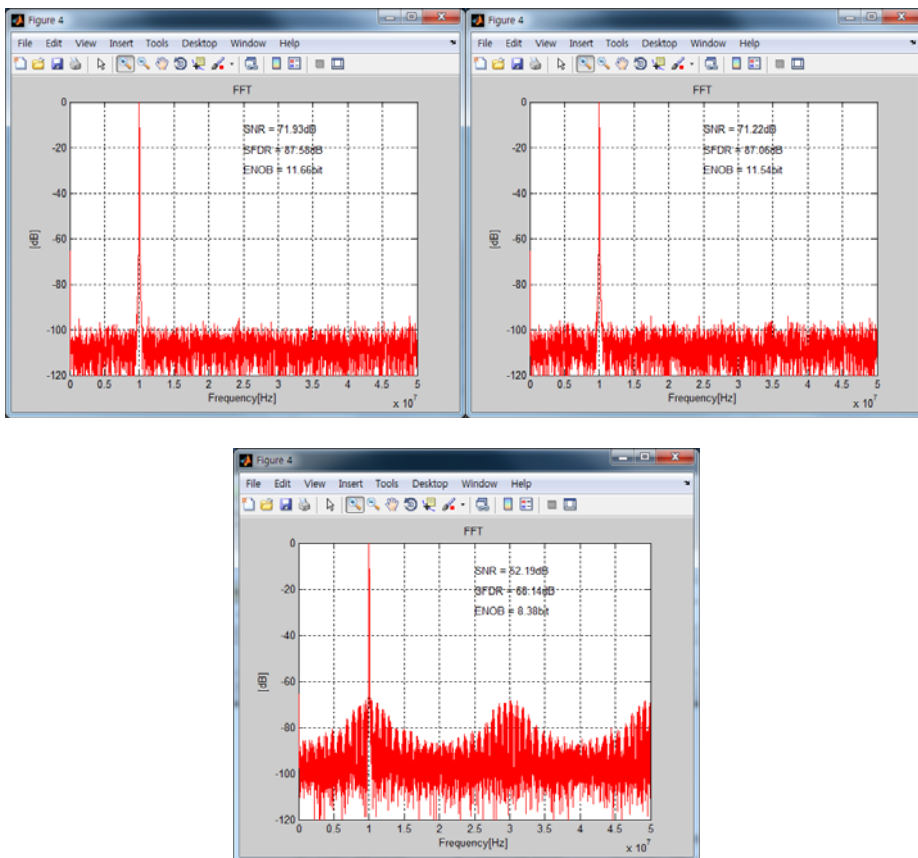 Figure 4
File Edit View Insert Tools Desktop Window Help
FFT
SNR = 71.93dB
SFDR = 87.58dB
ENOB = 11.66bit
[dB]
0
-20
-40
-60
-80
-100
-120
0 0.5 1 1.5 2 2.5 3 3.5 4 4.5 5
Frequency[Hz]
x 10^7
Figure 4
File Edit View Insert Tools Desktop Window Help
FFT
SNR = 71.22dB
SFDR = 87.06dB
ENOB = 11.54bit
[dB]
0
-20
-40
-60
-80
-100
-120
0 0.5 1 1.5 2 2.5 3 3.5 4 4.5 5
Frequency[Hz]
x 10^7
Figure 4
File Edit View Insert Tools Desktop Window Help
FFT
SNR = 52.19dB
SFDR = 68.14dB
ENOB = 8.38bit
[dB]
0
-20
-40
-60
-80
-100
-120
0 0.5 1 1.5 2 2.5 3 3.5 4 4.5 5
Frequency[Hz]
x 10^7